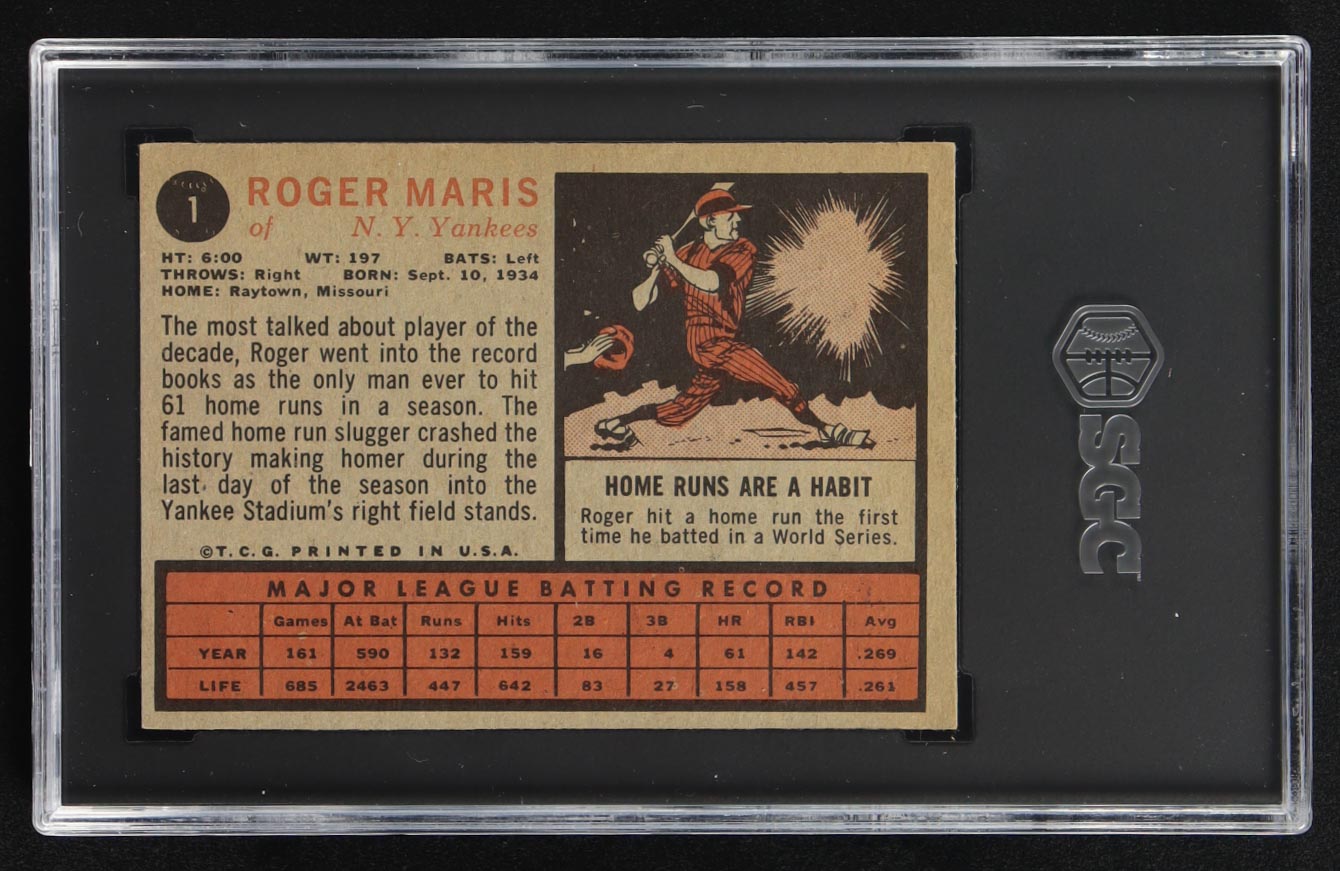 1
ROGER MARIS
of N. Y. Yankees
HT: 6:00 WT: 197 BATS: Left
THROWS: Right BORN: Sept. 10, 1934
HOME: Raytown, Missouri
The most talked about player of the
decade, Roger went into the record
books as the only man ever to hit
61 home runs in a season. The
famed home run slugger crashed the
history making homer during the
last day of the season into the
Yankee Stadium's right field stands.
©T.C.G. PRINTED IN U.S.A.
HOME RUNS ARE A HABIT
Roger hit a home run the first
time he batted in a World Series.
MAJOR LEAGUE BATTING RECORD
Games At Bat Runs Hits 2B 3B HR RBI Avg
YEAR 161 590 132 159 16 4 61 142 .269
LIFE 685 2463 447 642 83 27 158 457 .261
SGC